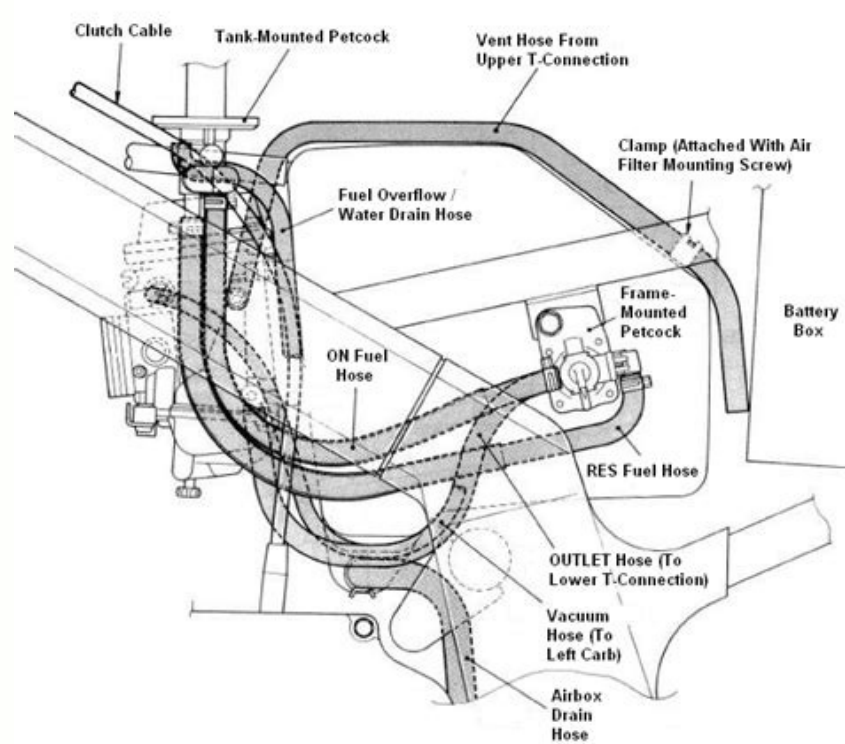 Clutch Cable
Tank-Mounted Petcock
Vent Hose From
Upper T-Connection
Clamp (Attached With Air
Filter Mounting Screw)
Fuel Overflow /
Water Drain Hose
Frame-
Mounted
Petcock
Battery
Box
ON Fuel
Hose
RES Fuel Hose
OUTLET Hose (To
Lower T-Connection)
Vacuum
Hose (To
Left Carb)
Airbox
Drain
Hose